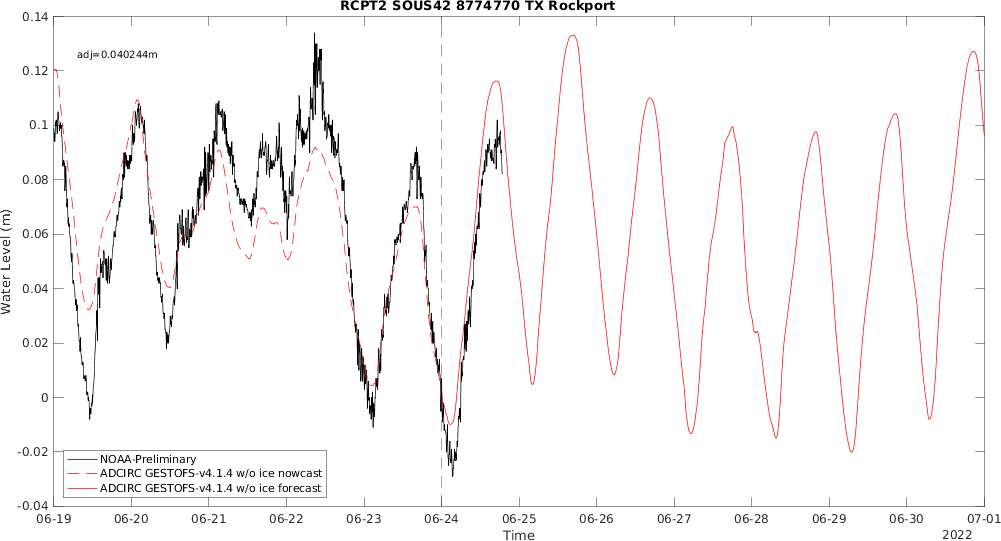 RCPT2 SOUS42 8774770 TX Rockport
adj=0.040244m
0.14
0.12
0.1
0.08
0.06
0.04
0.02
0
-0.02
-0.04
Water Level (m)
NOAA-Preliminary
ADCIRC GESTOFS-v4.1.4 w/o ice nowcast
ADCIRC GESTOFS-v4.1.4 w/o ice forecast
06-19 06-20 06-21 06-22 06-23 06-24 06-25 06-26 06-27 06-28 06-29 06-30 07-01
Time
2022